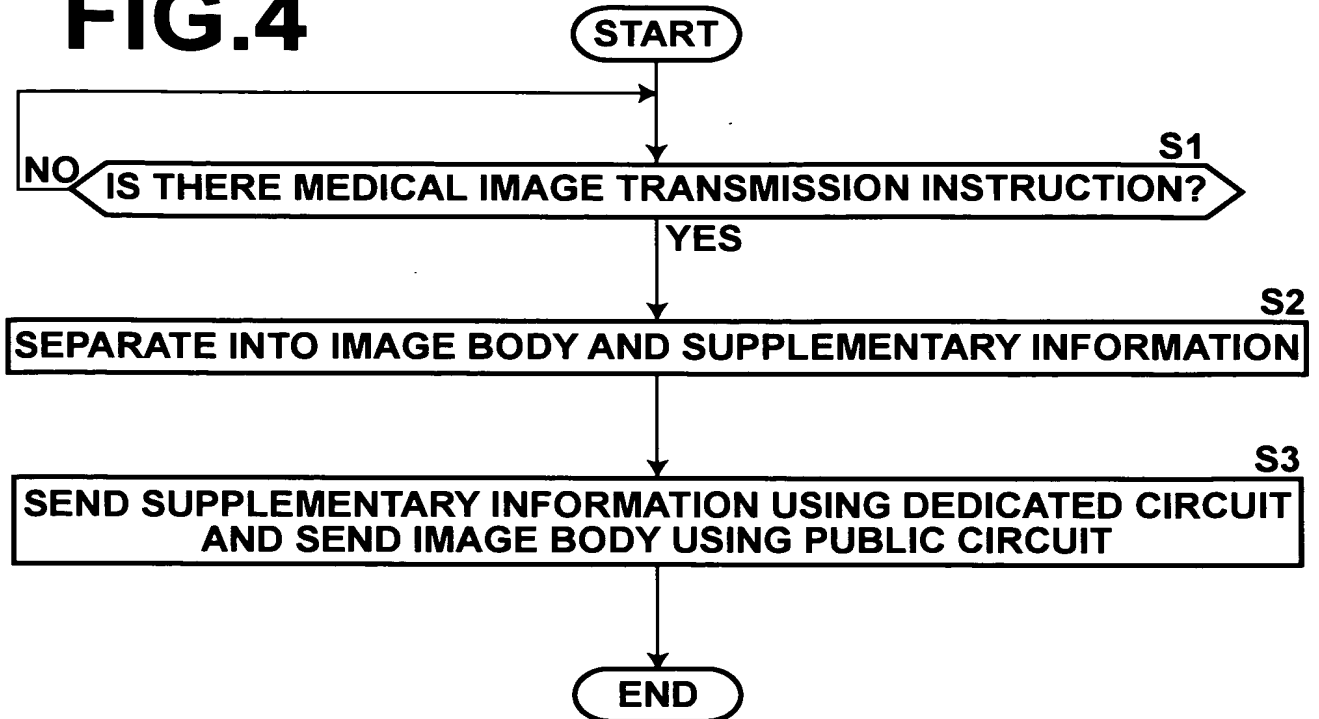 FIG.4
START
S1
NO
IS THERE MEDICAL IMAGE TRANSMISSION INSTRUCTION?
YES
S2
SEPARATE INTO IMAGE BODY AND SUPPLEMENTARY INFORMATION
S3
SEND SUPPLEMENTARY INFORMATION USING DEDICATED CIRCUIT
AND SEND IMAGE BODY USING PUBLIC CIRCUIT
END